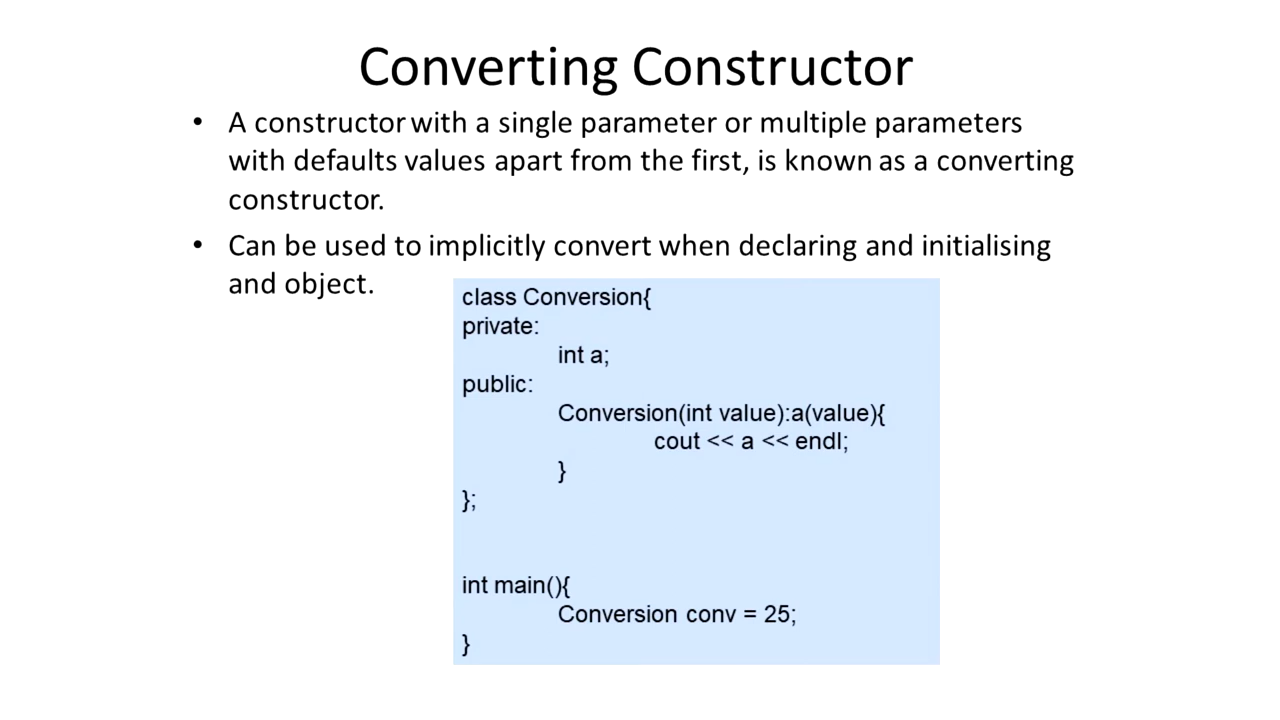 Converting Constructor
• A constructor with a single parameter or multiple parameters
with defaults values apart from the first, is known as a converting
constructor.
• Can be used to implicitly convert when declaring and initialising
and object.
class Conversion{
private:
int a;
public:
Conversion(int value):a(value){
cout << a << endl;
}
};
int main(){
Conversion conv = 25;
}